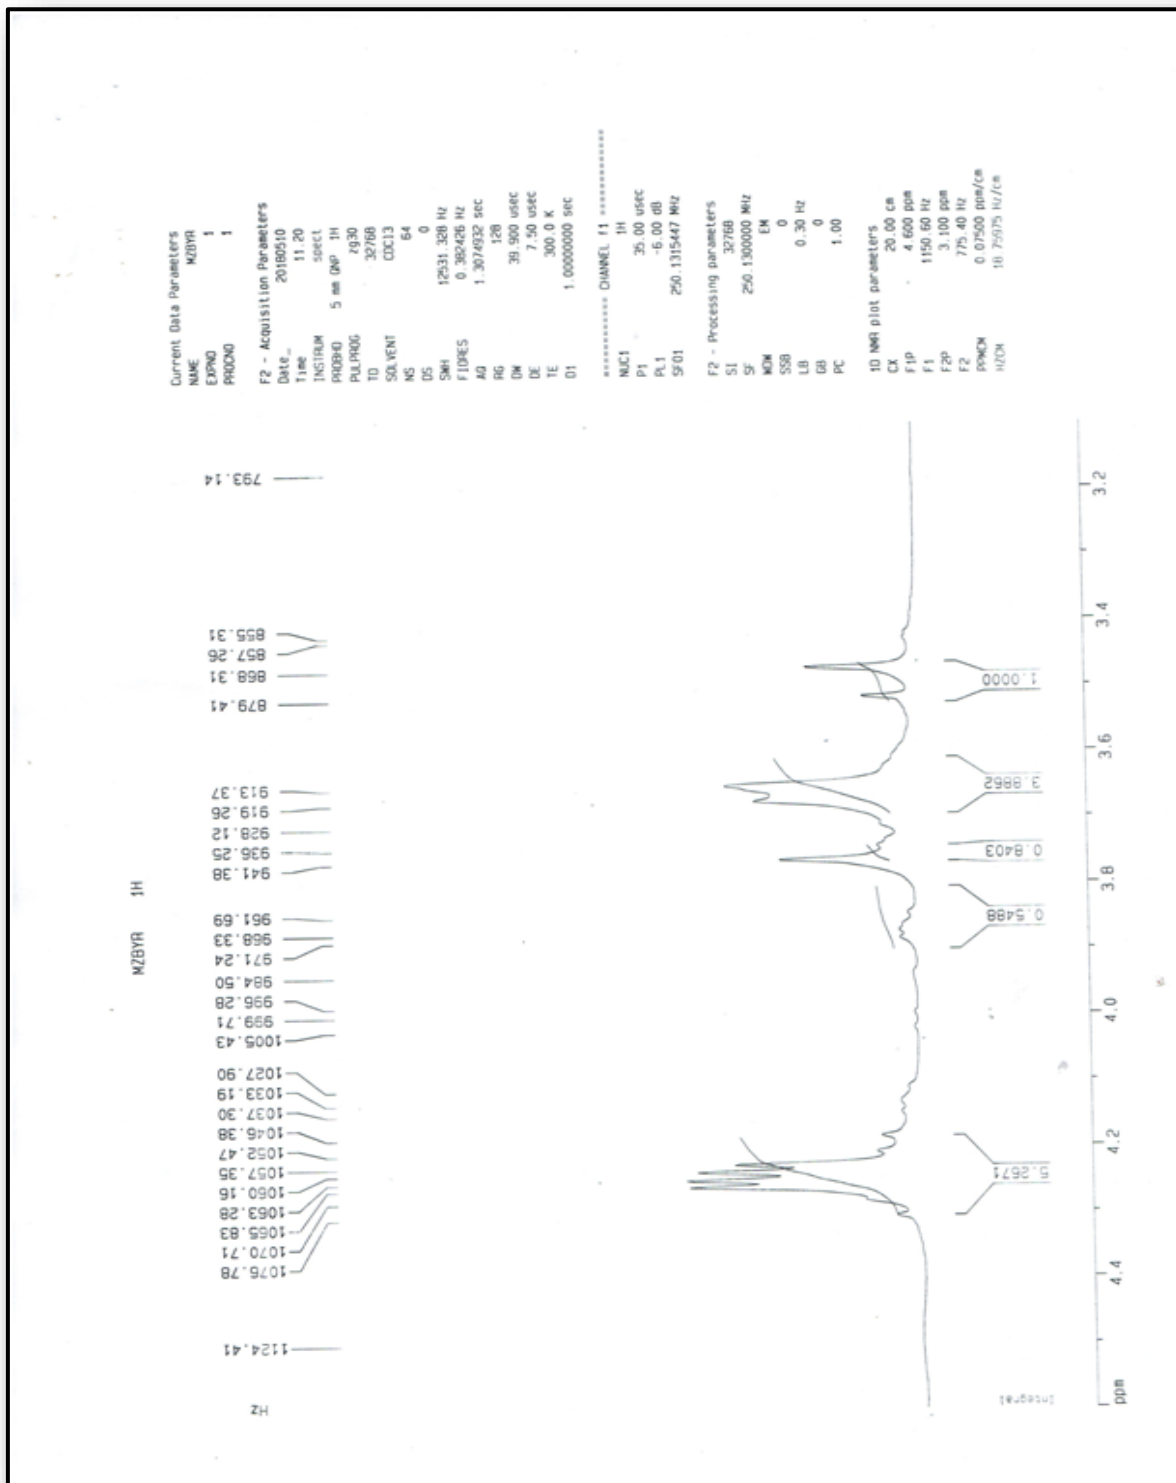 MZBYR 1H
Current Data Parameters
NAME MZBYR
EXPNO 1
PROCNO 1
F2 - Acquisition Parameters
Date_ 20180510
Time 11.20
INSTRUM spect
PROBHD 5 mm QNP 1H
PULPROG zg30
TD 32768
SOLVENT CDCl3
NS 64
DS 0
SWH 12531.328 Hz
FIDRES 0.382426 Hz
AQ 1.3074932 sec
RG 128
DW 39.900 usec
DE 7.50 usec
TE 300.0 K
D1 1.00000000 sec
============ CHANNEL f1 ============
NUC1 1H
P1 35.00 usec
PL1 -6.00 dB
SFO1 250.1315447 MHz
F2 - Processing parameters
SI 32768
SF 250.1300000 MHz
WDW EM
SSB 0
LB 0.30 Hz
GB 0
PC 1.00
1D NMR plot parameters
CX 20.00 cm
F1P 4.600 ppm
F1 1150.60 Hz
F2P 3.100 ppm
F2 775.40 Hz
PPMCM 0.07500 ppm/cm
HZCM 18.75975 Hz/cm
Hz
1124.41
1076.78
1070.71
1065.83
1063.28
1060.16
1057.35
1052.47
1046.38
1037.30
1033.19
1027.90
1005.43
999.71
996.28
984.50
971.24
968.33
961.69
941.38
936.25
928.12
919.26
913.37
879.41
868.31
857.26
855.31
793.14
Integral
5.2671
0.5488
0.8403
3.8862
1.0000
ppm
4.4
4.2
4.0
3.8
3.6
3.4
3.2